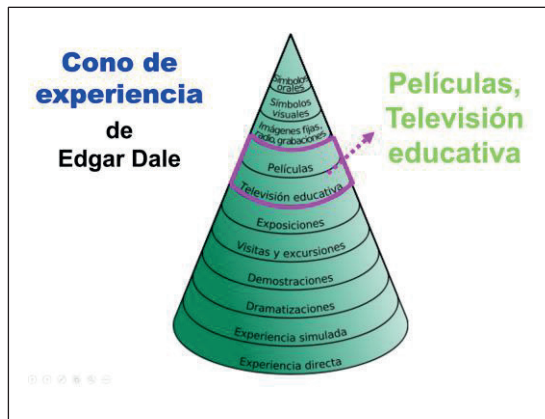 Cono de
experiencia
de
Edgar Dale
Símbolos
orales
Símbolos
visuales
Imágenes fijas,
radio, grabaciones
Películas
Televisión educativa
Exposiciones
Visitas y excursiones
Demostraciones
Dramatizaciones
Experiencia simulada
Experiencia directa
Películas,
Televisión
educativa